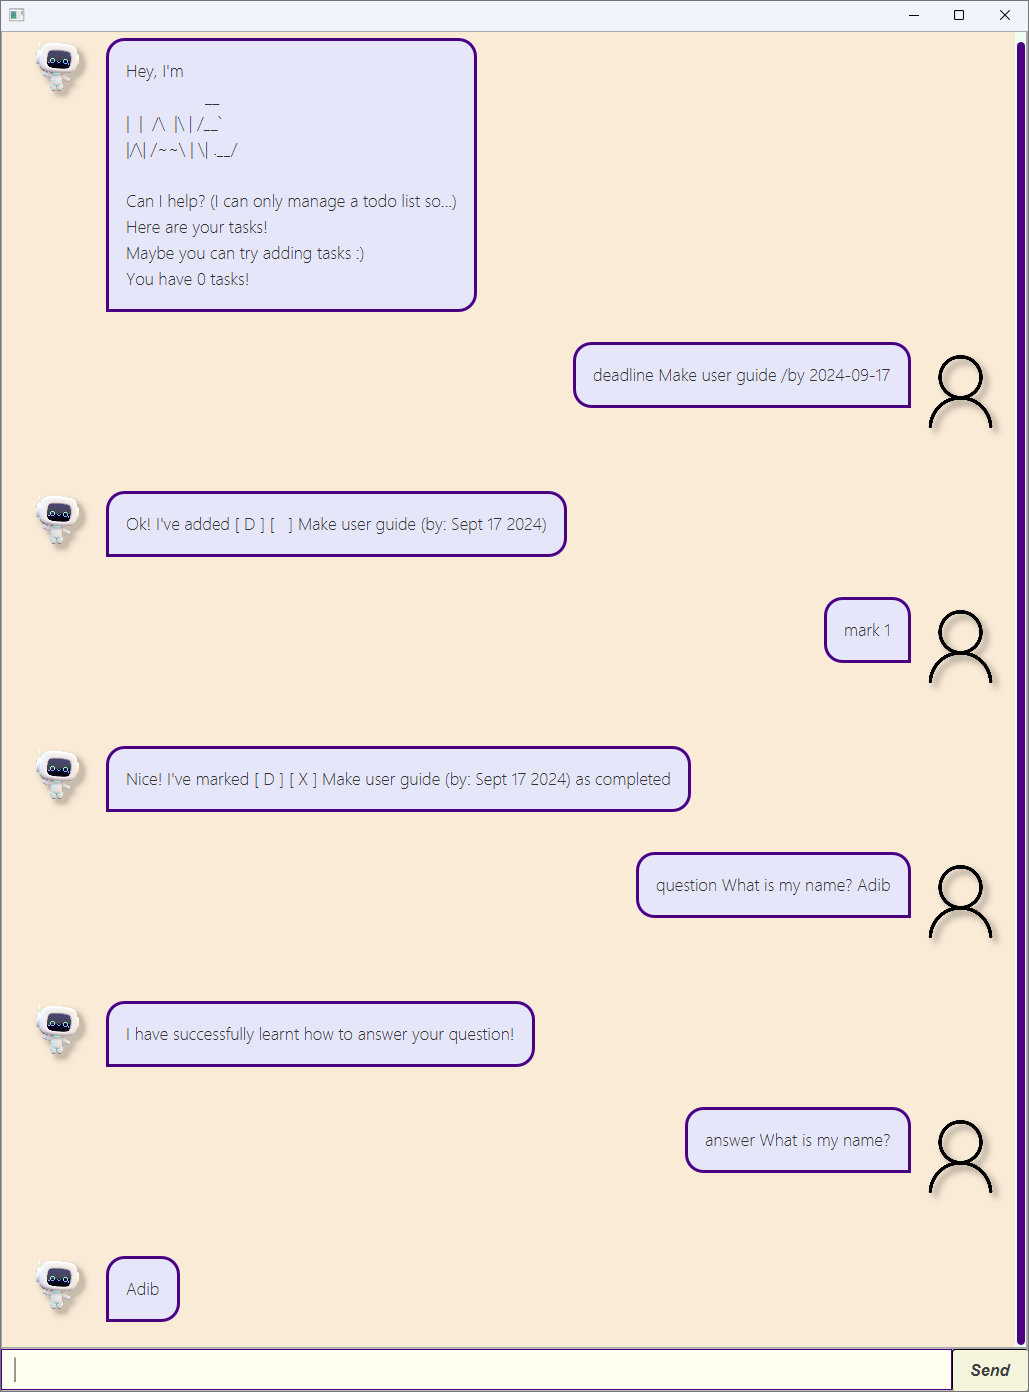 Hey, I'm
              __
|  |  /\  |\ | /__`
|/\| /~~\ | \| .__/
Can I help? (I can only manage a todo list so...)
Here are your tasks!
Maybe you can try adding tasks :)
You have 0 tasks!
deadline Make user guide /by 2024-09-17
Ok! I've added [ D ] [   ] Make user guide (by: Sept 17 2024)
mark 1
Nice! I've marked [ D ] [ X ] Make user guide (by: Sept 17 2024) as completed
question What is my name? Adib
I have successfully learnt how to answer your question!
answer What is my name?
Adib
Send